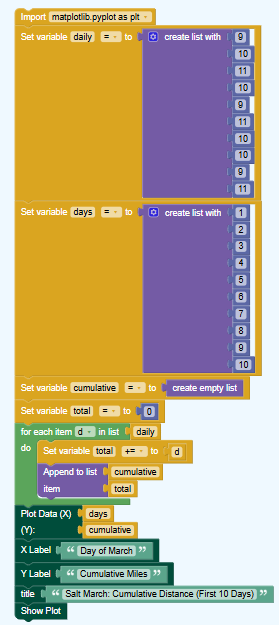 Import matplotlib.pyplot as plt
Set variable daily = to create list with 9
10
11
10
9
11
10
10
9
11
Set variable days = to create list with 1
2
3
4
5
6
7
8
9
10
Set variable cumulative = to create empty list
Set variable total = to 0
for each item d in list daily
do Set variable total += to d
Append to list cumulative
item total
Plot Data (X) days
(Y): cumulative
X Label “ Day of March ”
Y Label “ Cumulative Miles ”
title “ Salt March: Cumulative Distance (First 10 Days) ”
Show Plot